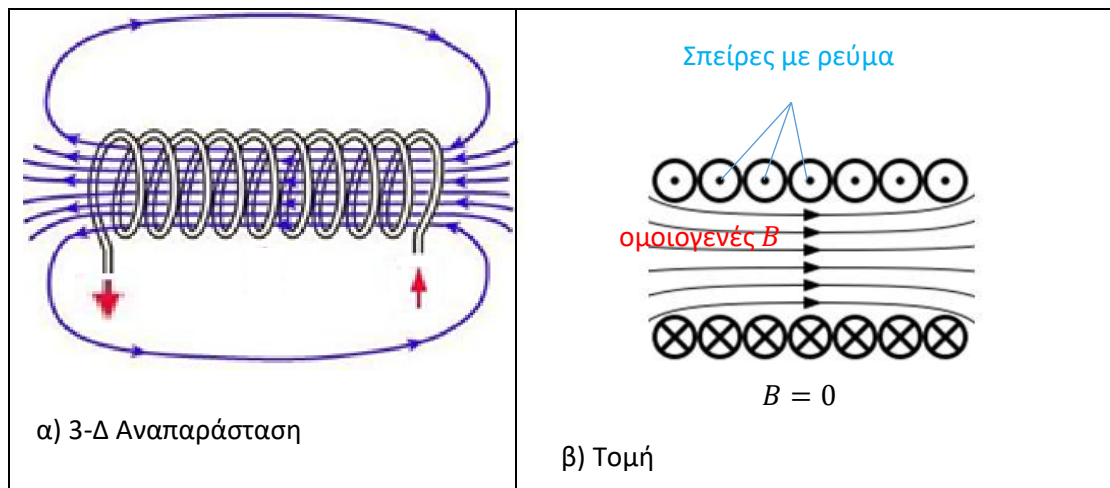 α) 3-Δ Αναπαράσταση
Σπείρες με ρεύμα
ομοιογενές B
B = 0
β) Τομή